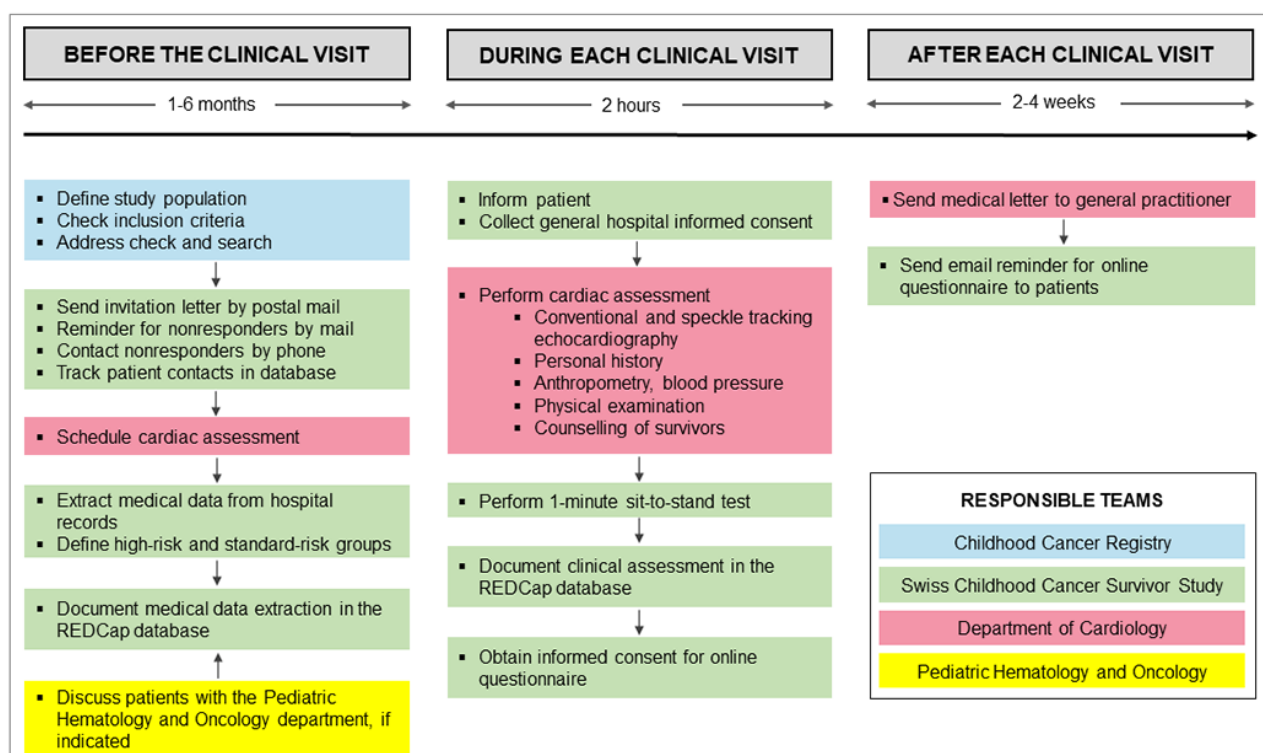 BEFORE THE CLINICAL VISIT
1-6 months
▪ Define study population
▪ Check inclusion criteria
▪ Address check and search
▪ Send invitation letter by postal mail
▪ Reminder for nonresponders by mail
▪ Contact nonresponders by phone
▪ Track patient contacts in database
▪ Schedule cardiac assessment
▪ Extract medical data from hospital
records
▪ Define high-risk and standard-risk groups
▪ Document medical data extraction in the
REDCap database
▪ Discuss patients with the Pediatric
Hematology and Oncology department, if
indicated
DURING EACH CLINICAL VISIT
2 hours
▪ Inform patient
▪ Collect general hospital informed consent
▪ Perform cardiac assessment
▪ Conventional and speckle tracking
echocardiography
▪ Personal history
▪ Anthropometry, blood pressure
▪ Physical examination
▪ Counselling of survivors
▪ Perform 1-minute sit-to-stand test
▪ Document clinical assessment in the
REDCap database
▪ Obtain informed consent for online
questionnaire
AFTER EACH CLINICAL VISIT
2-4 weeks
▪ Send medical letter to general practitioner
▪ Send email reminder for online
questionnaire to patients
RESPONSIBLE TEAMS
Childhood Cancer Registry
Swiss Childhood Cancer Survivor Study
Department of Cardiology
Pediatric Hematology and Oncology